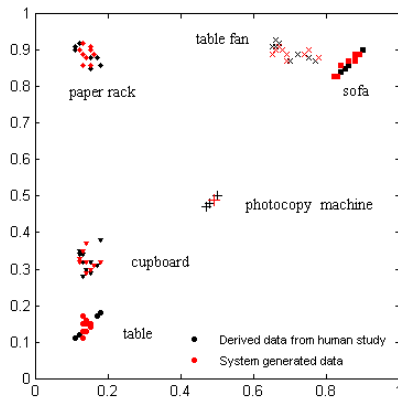 1
0.9
0.8
0.7
0.6
0.5
0.4
0.3
0.2
0.1
0
table fan
paper rack
sofa
photocopy machine
cupboard
table
Derived data from human study
System generated data
0 0.2 0.4 0.6 0.8 1